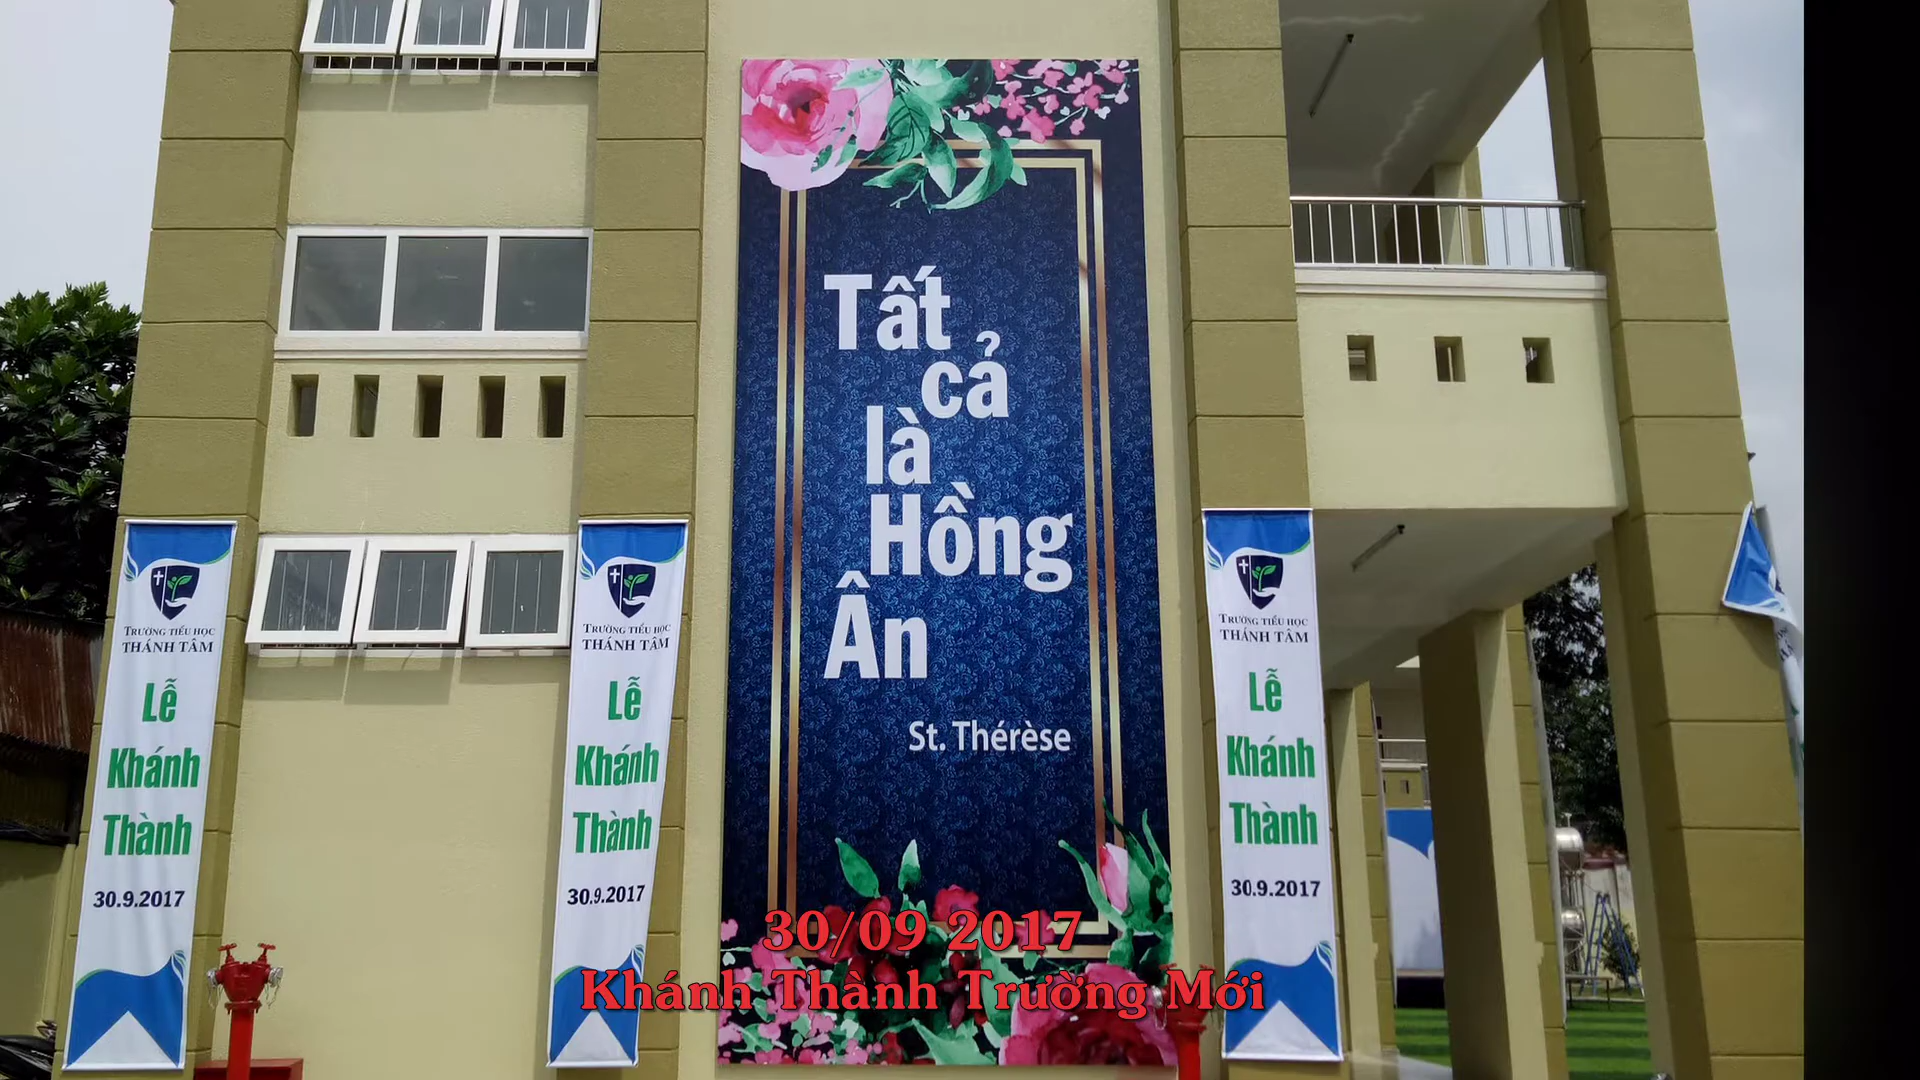 Tất
cả
là
Hồng
Ân
St. Thérèse
TRƯỜNG TIỂU HỌC
THÁNH TÂM
Lễ
Khánh
Thành
30.9.2017
TRƯỜNG TIỂU HỌC
THÁNH TÂM
Lễ
Khánh
Thành
30.9.2017
TRƯỜNG TIỂU HỌC
THÁNH TÂM
Lễ
Khánh
Thành
30.9.2017
30/09 2017
Khánh Thành Trường Mới